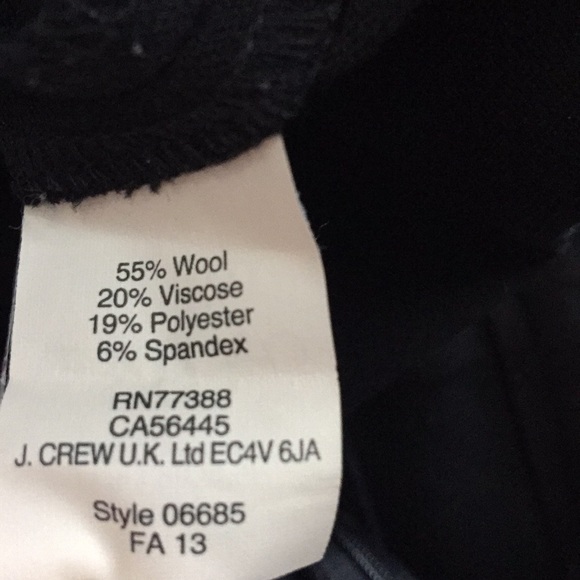 55% Wool
20% Viscose
19% Polyester
6% Spandex
RN77388
CA56445
J. CREW U.K. Ltd EC4V 6JA
Style 06685
FA 13